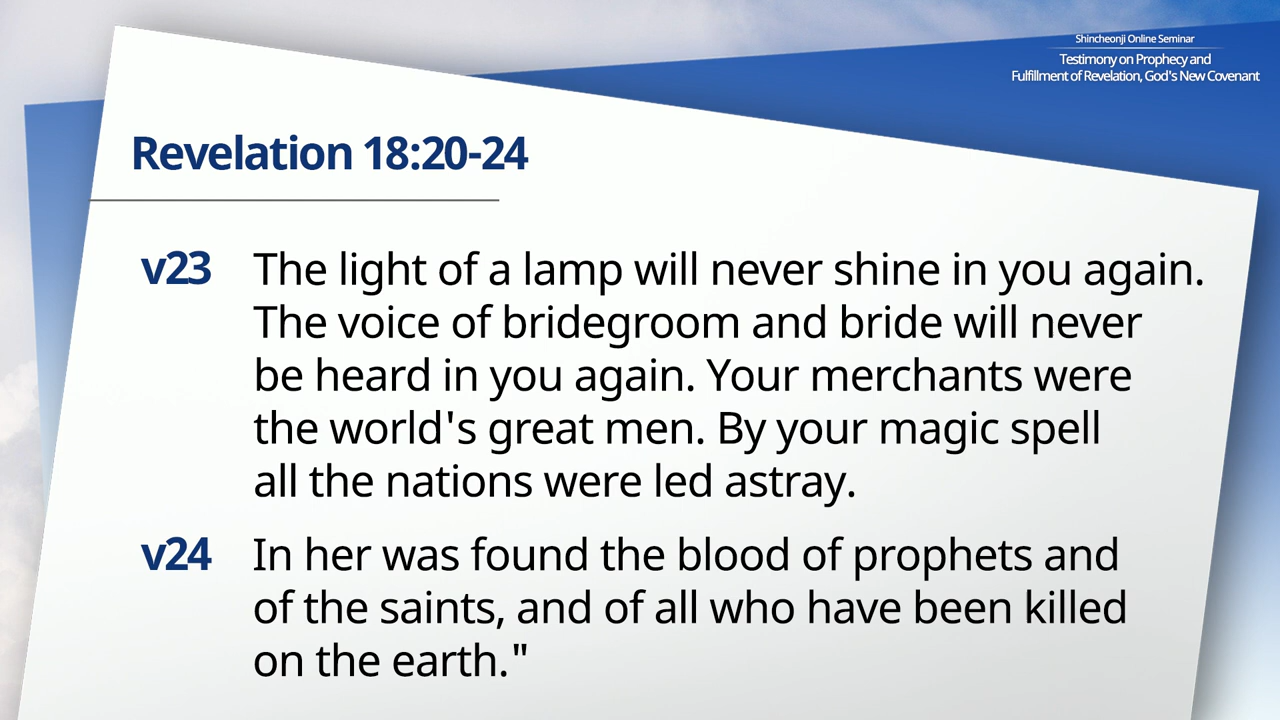 Shincheonji Online Seminar
Testimony on Prophecy and
Fulfillment of Revelation, God's New Covenant
Revelation 18:20-24
v23 The light of a lamp will never shine in you again.
The voice of bridegroom and bride will never
be heard in you again. Your merchants were
the world's great men. By your magic spell
all the nations were led astray.
v24 In her was found the blood of prophets and
of the saints, and of all who have been killed
on the earth."